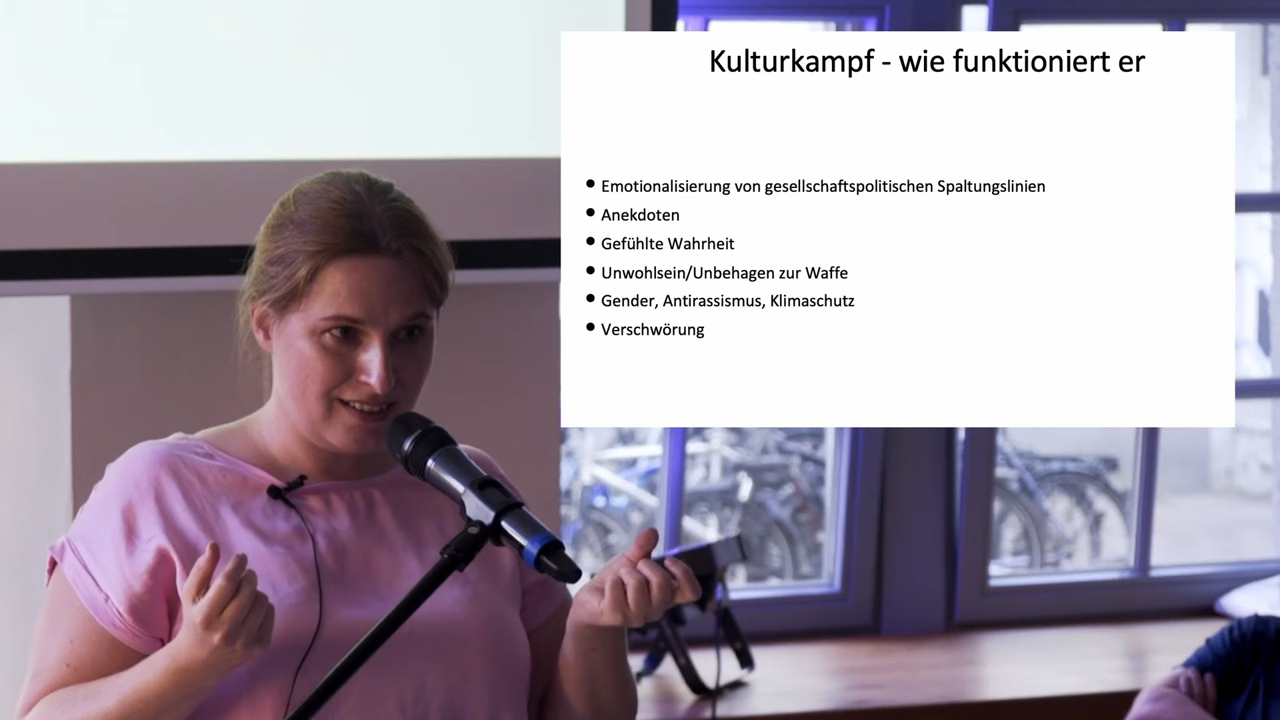 Kulturkampf - wie funktioniert er
• Emotionalisierung von gesellschaftspolitischen Spaltungslinien
• Anekdoten
• Gefühlte Wahrheit
• Unwohlsein/Unbehagen zur Waffe
• Gender, Antirassismus, Klimaschutz
• Verschwörung